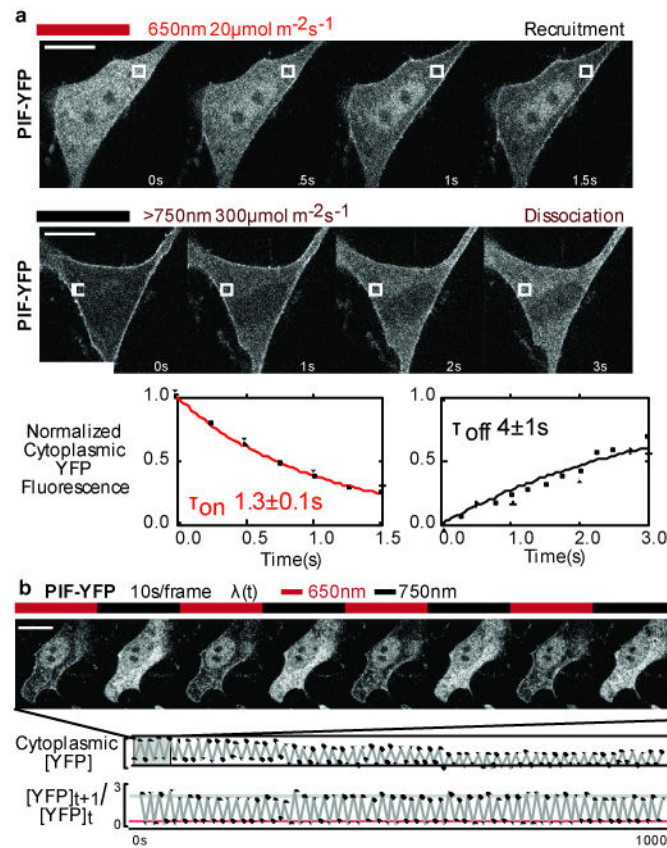 a
650nm 20µmol m⁻²s⁻¹ Recruitment
PIF-YFP
0s .5s 1s 1.5s
>750nm 300µmol m⁻²s⁻¹ Dissociation
PIF-YFP
0s 1s 2s 3s
Normalized
Cytoplasmic
YFP
Fluorescence
1.0
0.5
0.0
τon 1.3±0.1s
0.0 0.5 1.0 1.5
Time(s)
1.0
0.5
0.0
τoff 4±1s
0.0 1.0 2.0 3.0
Time(s)
b PIF-YFP 10s/frame λ(t) 650nm 750nm
Cytoplasmic
[YFP]
[YFP]t+1/
[YFP]t
3
0
0s 1000